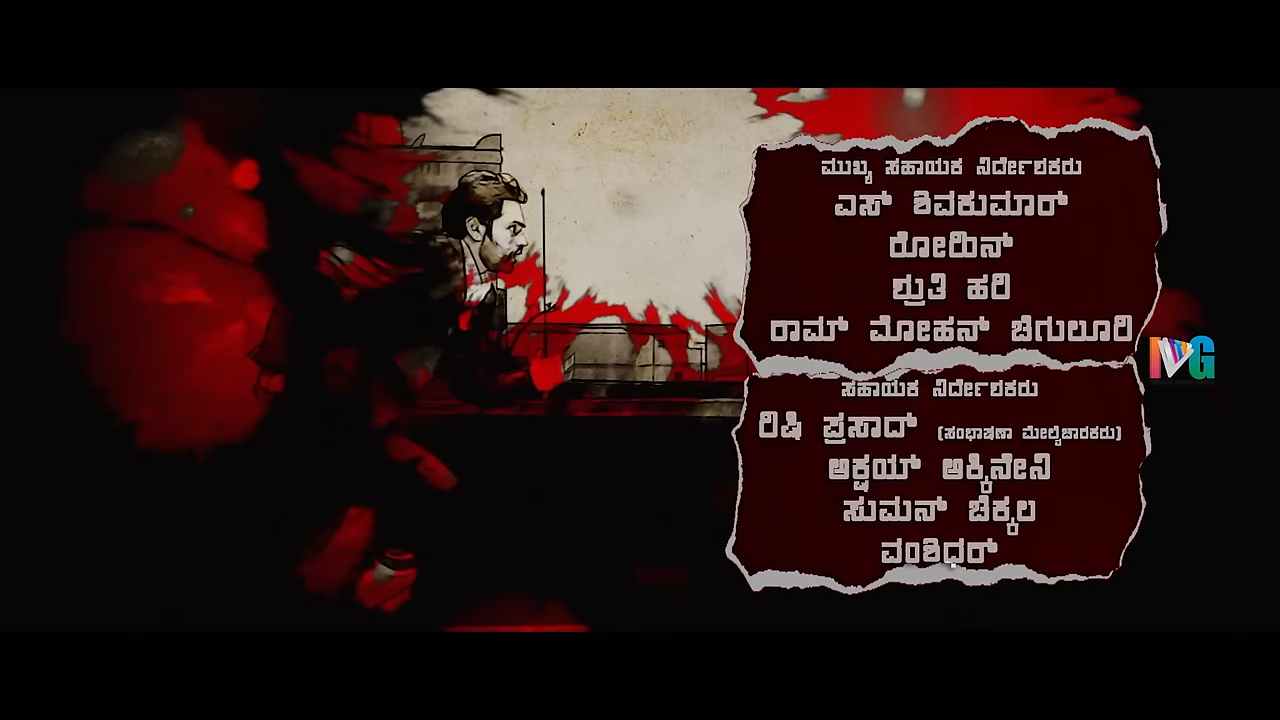 ಮುಖ್ಯ ಸಹಾಯಕ ನಿರ್ದೇಶಕರು
ಎಸ್ ಶಿವಕುಮಾರ್
ರೋಹಿನ್
ಶ್ರುತಿ ಹರಿ
ರಾಮ್ ಮೋಹನ್ ಚಿಗುಲೂರಿ
ಸಹಾಯಕ ನಿರ್ದೇಶಕರು
ರಿಷಿ ಪ್ರಸಾದ್ (ಸಂಭಾಷಣಾ ಮೇಲ್ವಿಚಾರಕರು)
ಅಕ್ಷಯ್ ಅಕ್ಕಿನೇನಿ
ಸುಮನ್ ಚಿಕ್ಕಲ
ವಂಶಿಧರ್